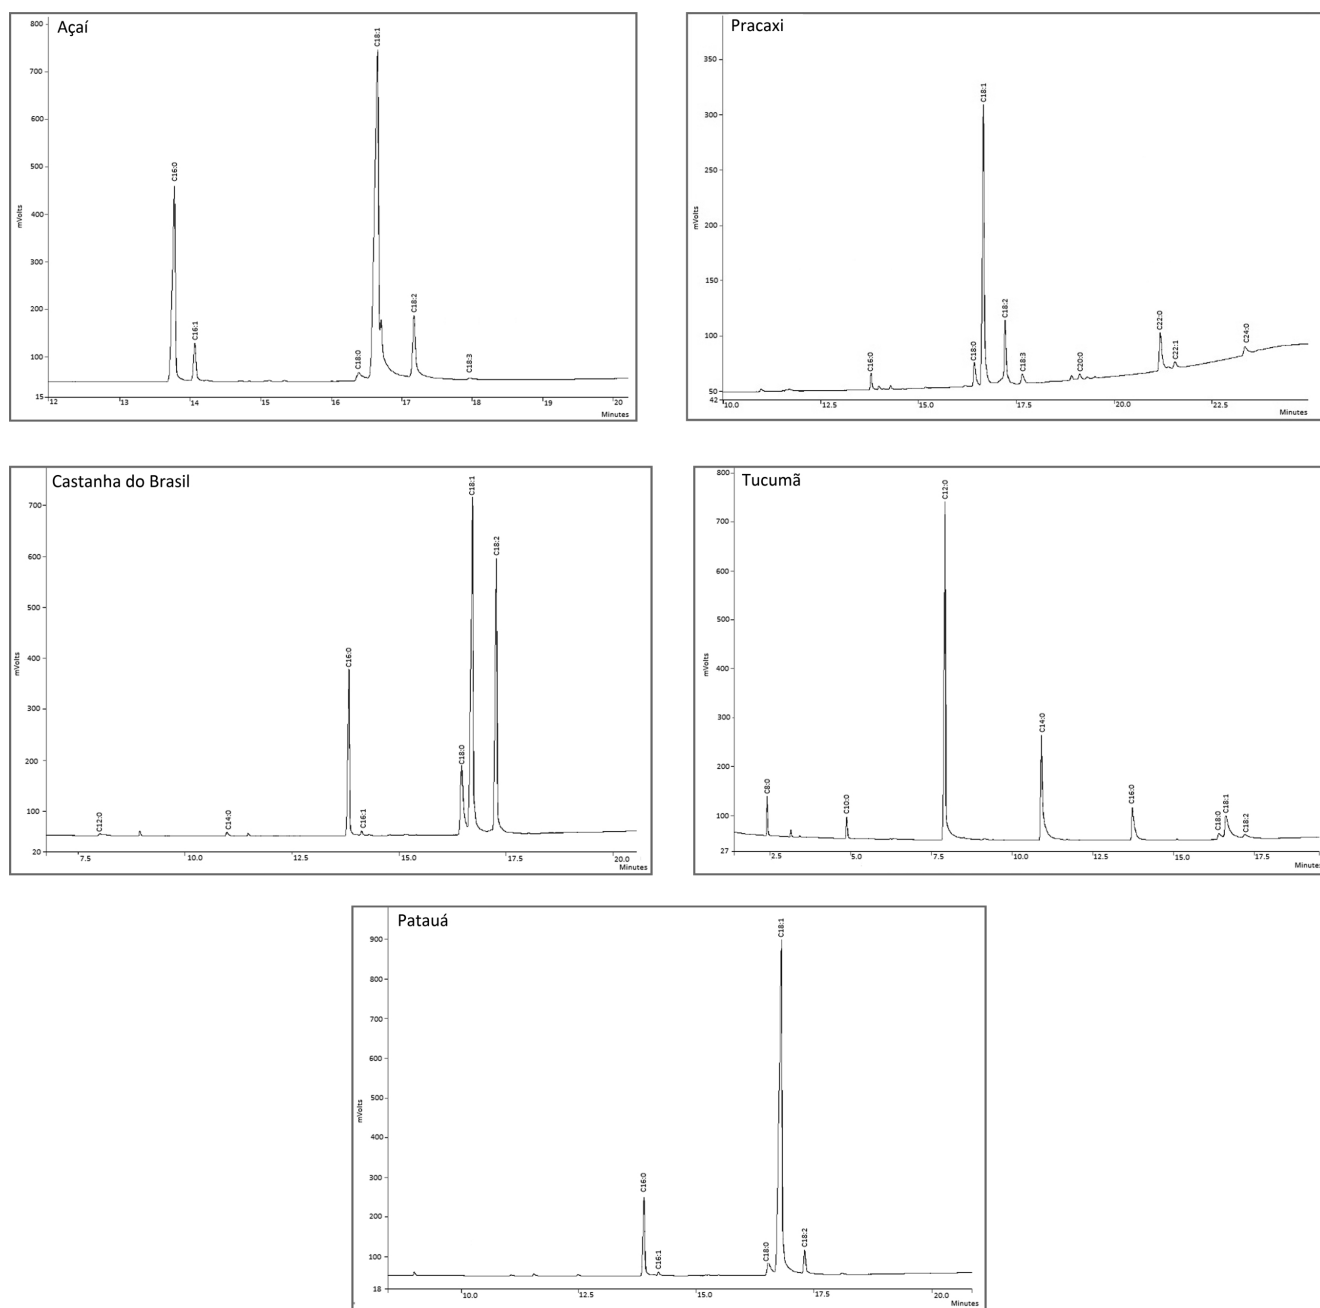 Açaí
800
700
600
500
400
300
200
100
15
mVolts
C16:0
C16:1
C18:0
C18:1
C18:2
C18:3
12
13
14
15
16
17
18
19
20
Minutes
Pracaxi
350
300
250
200
150
100
50
42
mVolts
C16:0
C18:0
C18:1
C18:2
C18:3
C20:0
C22:0
C22:1
C24:0
10.0
12.5
15.0
17.5
20.0
22.5
Minutes
Castanha do Brasil
700
600
500
400
300
200
100
20
mVolts
C12:0
C14:0
C16:0
C16:1
C18:0
C18:1
C18:2
7.5
10.0
12.5
15.0
17.5
20.0
Minutes
Tucumã
800
700
600
500
400
300
200
100
27
mVolts
C8:0
C10:0
C12:0
C14:0
C16:0
C18:0
C18:1
C18:2
2.5
5.0
7.5
10.0
12.5
15.0
17.5
Minutes
Patauá
900
800
700
600
500
400
300
200
100
18
mVolts
C16:0
C16:1
C18:0
C18:1
C18:2
10.0
12.5
15.0
17.5
20.0
Minutes